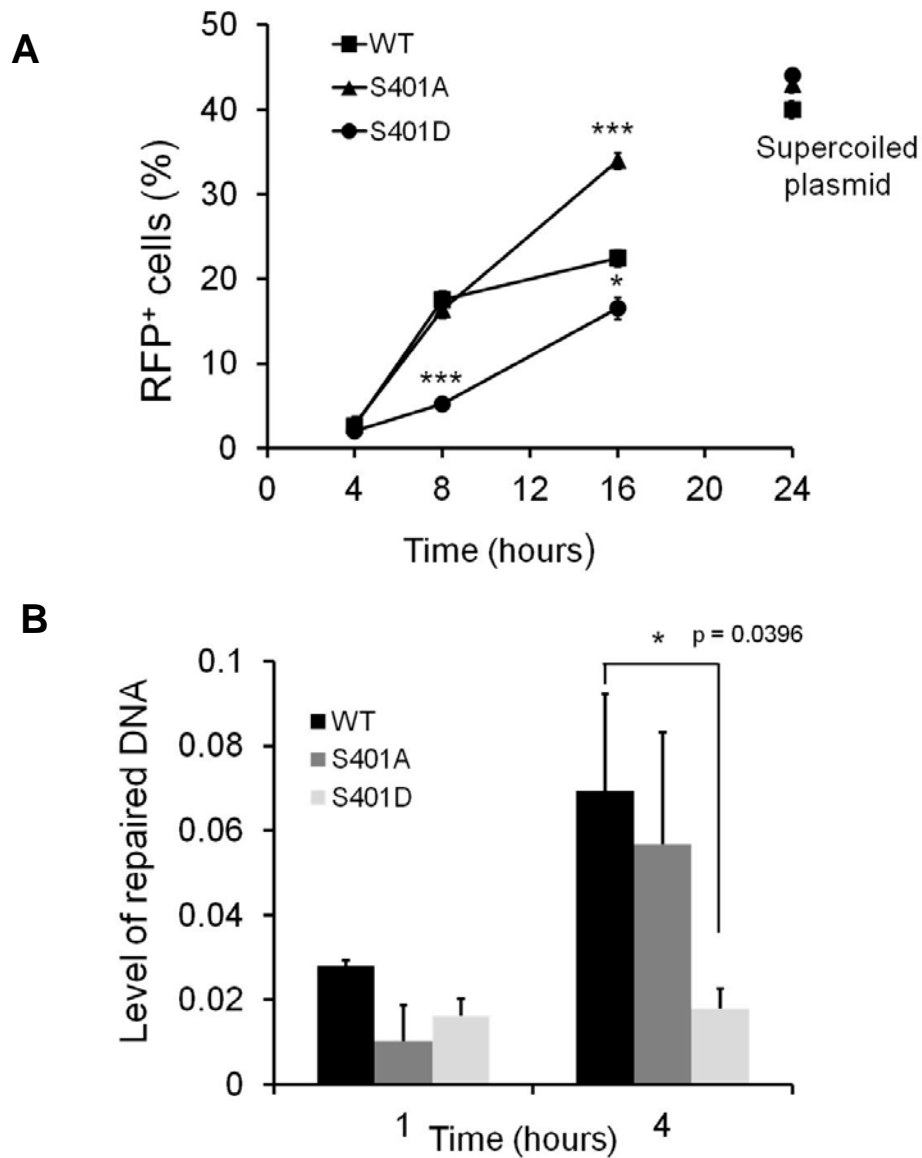 A
50
40
30
20
10
0
RFP⁺ cells (%)
WT
S401A
S401D
***
***
*
Supercoiled
plasmid
0 4 8 12 16 20 24
Time (hours)
B
* p = 0.0396
0.1
0.08
0.06
0.04
0.02
0
Level of repaired DNA
WT
S401A
S401D
1 4
Time (hours)